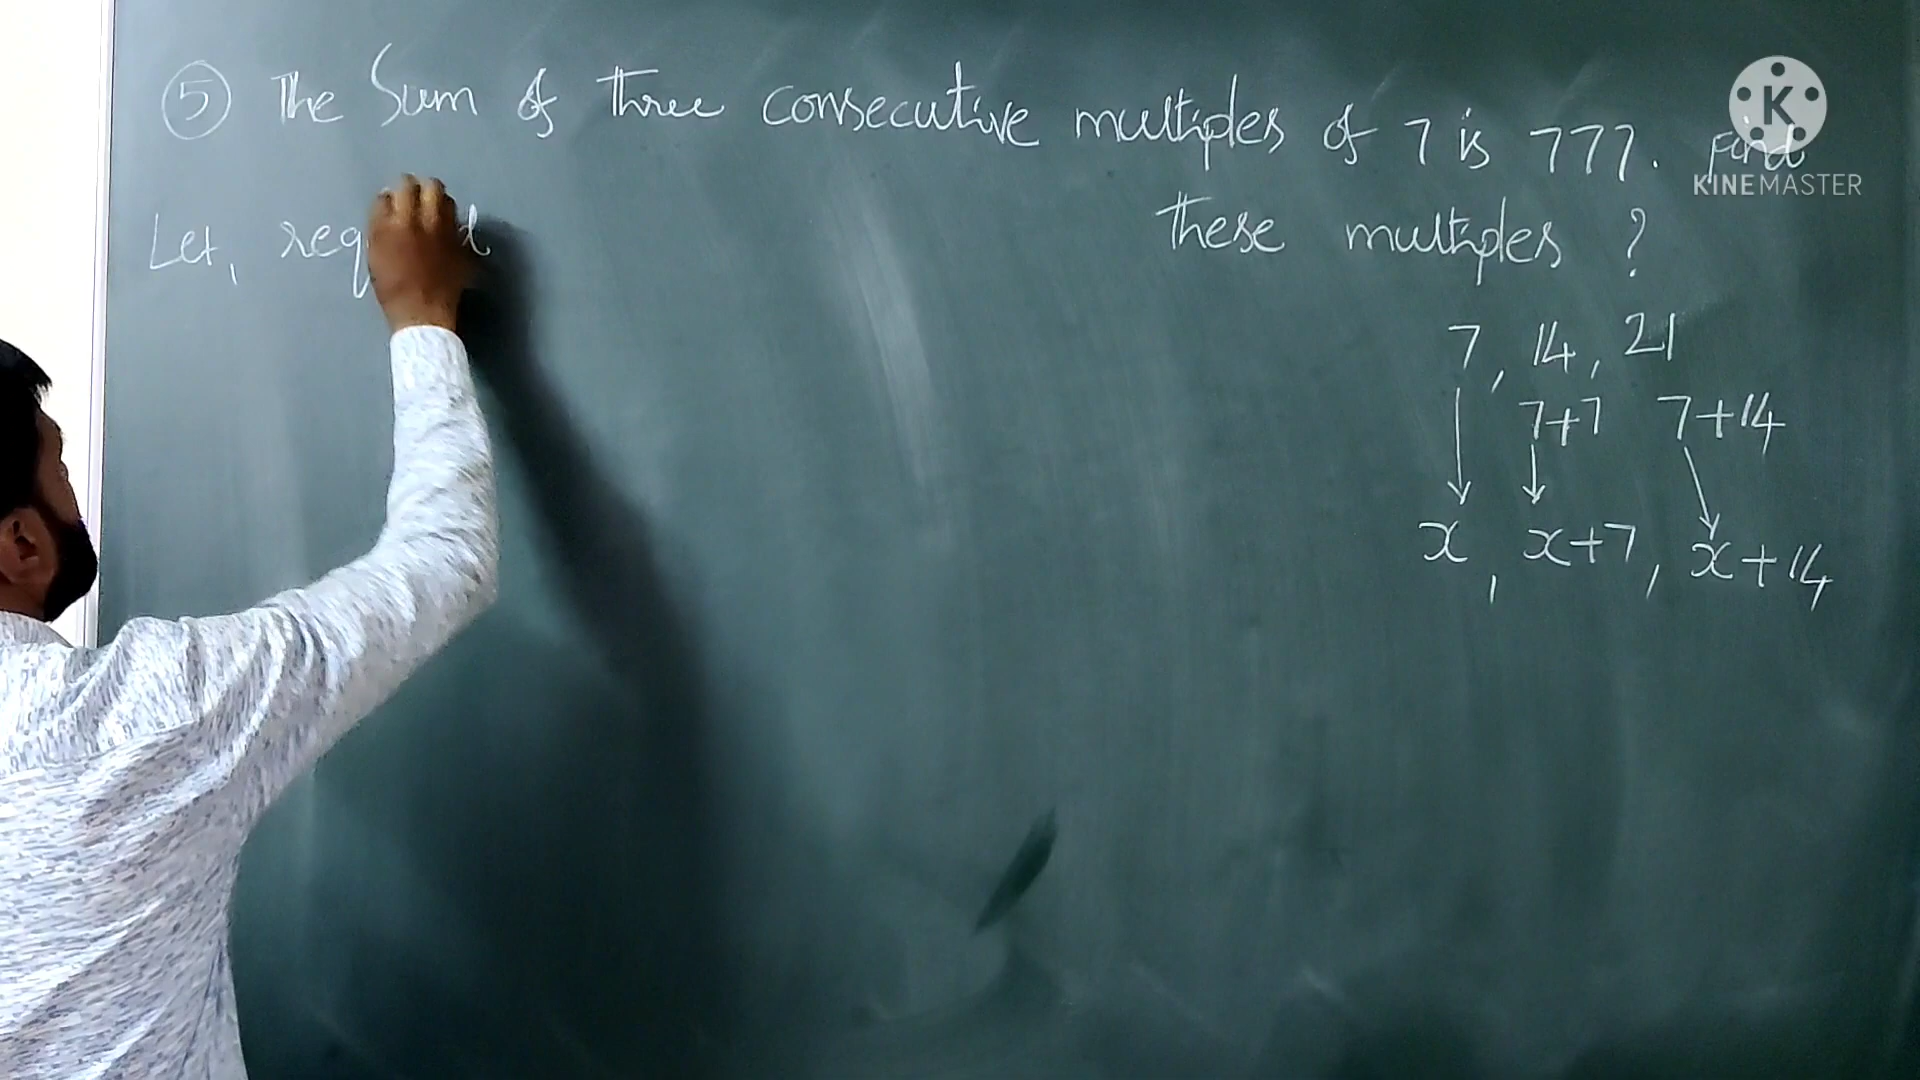 ⑤ The Sum of three consecutive multiples of 7 is 777. Find
these multiples ?
Let,
7, 14, 21
7+7 7+14
x, x+7, x+14
KINEMASTER